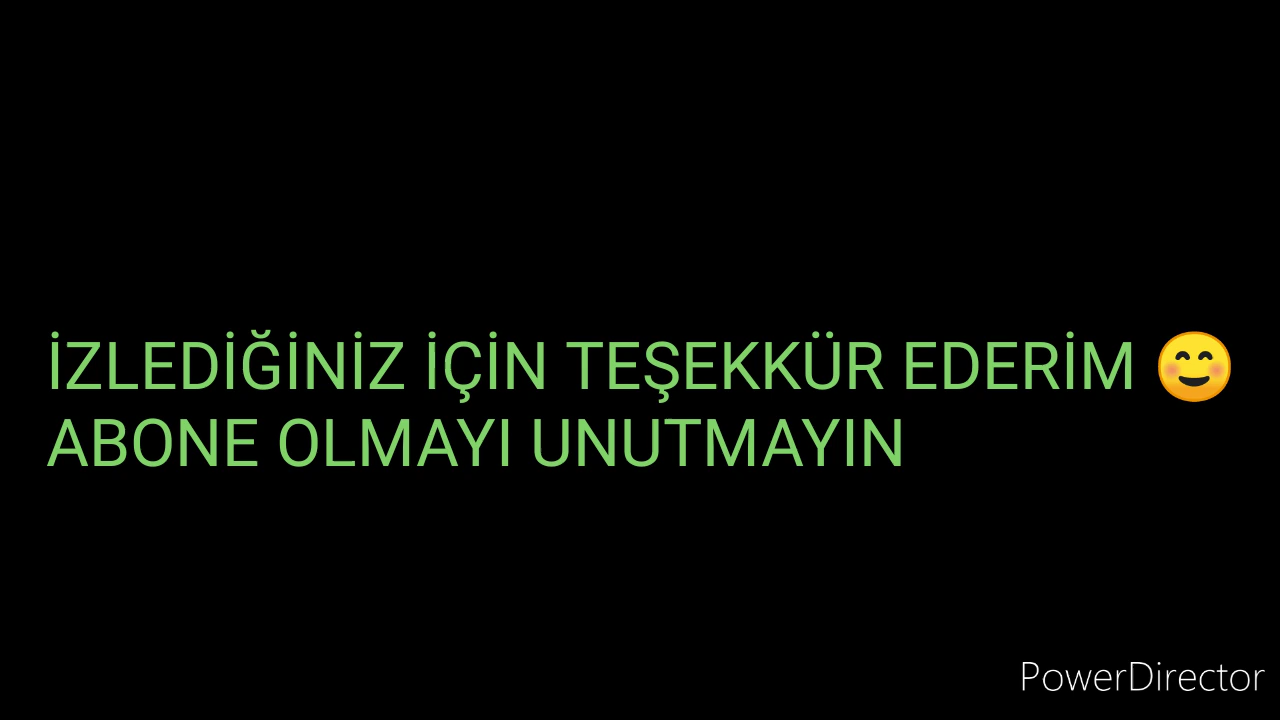 İZLEDİĞİNİZ İÇİN TEŞEKKÜR EDERİM 😊
ABONE OLMAYI UNUTMAYIN
PowerDirector